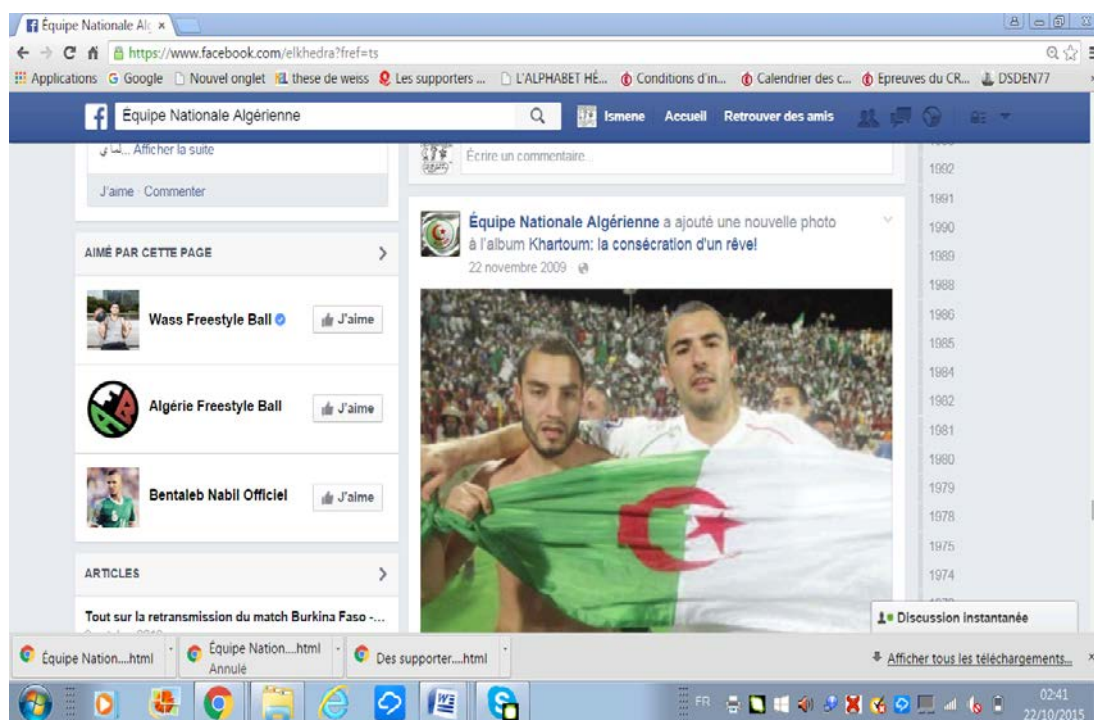 Équipe Nationale Alg
https://www.facebook.com/elkhedra?fref=ts
Applications Google Nouvel onglet these de weiss Les supporters ... L'ALPHABET HÉ... Conditions d'in... Calendrier des c... Epreuves du CR... DSDEN77
Équipe Nationale Algérienne Ismene Accueil Retrouver des amis
Afficher la suite
J'aime · Commenter
AIMÉ PAR CETTE PAGE
Wass Freestyle Ball J'aime
Algérie Freestyle Ball J'aime
Bentaleb Nabil Officiel J'aime
ARTICLES
Tout sur la retransmission du match Burkina Faso -...
Écrire un commentaire...
Équipe Nationale Algérienne a ajouté une nouvelle photo
à l'album Khartoum: la consécration d'un rêve!
22 novembre 2009
1992
1991
1990
1989
1988
1986
1985
1984
1982
1981
1980
1979
1978
1975
1974
Discussion instantanée
Équipe Nation....html
Équipe Nation....html
Annulé
Des supporter....html
Afficher tous les téléchargements...
FR
02:41
22/10/2015